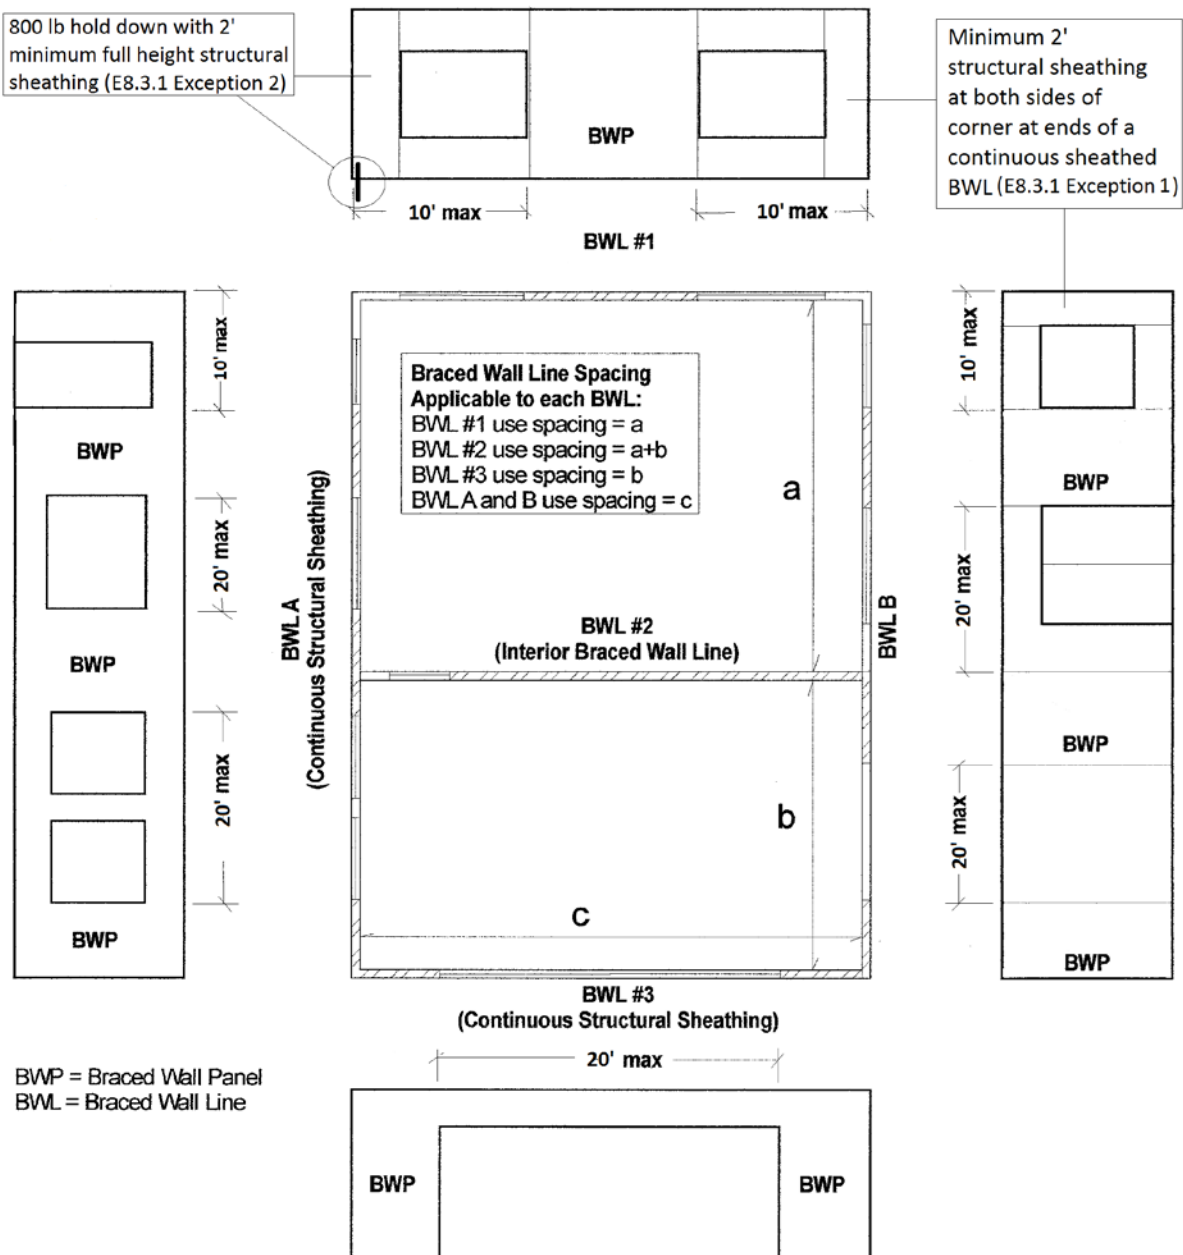 800 lb hold down with 2'
minimum full height structural
sheathing (E8.3.1 Exception 2)
Minimum 2'
structural sheathing
at both sides of
corner at ends of a
continuous sheathed
BWL (E8.3.1 Exception 1)
BWP
10' max
10' max
BWL #1
10' max
BWP
20' max
BWP
20' max
BWP
BWL A
(Continuous Structural Sheathing)
Braced Wall Line Spacing
Applicable to each BWL:
BWL #1 use spacing = a
BWL #2 use spacing = a+b
BWL #3 use spacing = b
BWL A and B use spacing = c
a
BWL #2
(Interior Braced Wall Line)
b
c
BWL B
10' max
BWP
20' max
BWP
20' max
BWP
BWL #3
(Continuous Structural Sheathing)
20' max
BWP = Braced Wall Panel
BWL = Braced Wall Line
BWP
BWP